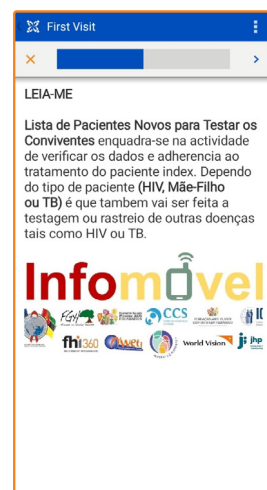 First Visit
LEIA-ME
Lista de Pacientes Novos para Testar os
Conviventes enquadra-se na actividade
de verificar os dados e adherencia ao
tratamento do paciente index. Dependo
do tipo de paciente (HIV, Mãe-Filho
ou TB) é que tambem vai ser feita a
testagem ou rastreio de outras doenças
tais como HIV ou TB.
Infomóvel
FGH CCS
fhi360 World Vision jhp